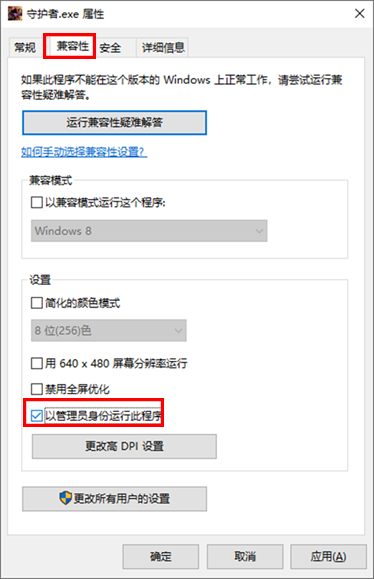 守护者.exe 属性
常规 兼容性 安全 详细信息
如果此程序不能在这个版本的 Windows 上正常工作，请尝试运行兼
容性疑难解答。
运行兼容性疑难解答
如何手动选择兼容性设置?
兼容模式
以兼容模式运行这个程序:
Windows 8
设置
简化的颜色模式
8 位(256)色
用 640 x 480 屏幕分辨率运行
禁用全屏优化
以管理员身份运行此程序
更改高 DPI 设置
更改所有用户的设置
确定 取消 应用(A)